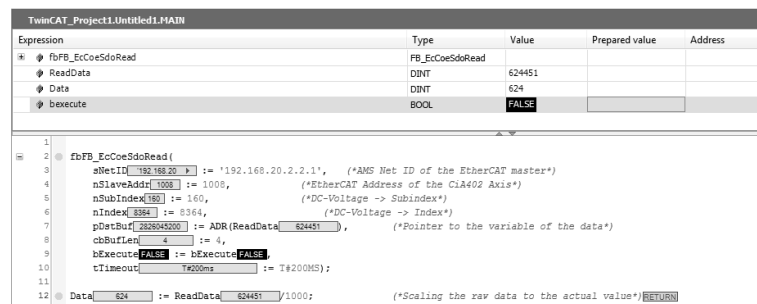 TwinCAT_Project1.Untitled1.MAIN
Expression Type Value Prepared value Address
fbFB_EcCoeSdoRead FB_EcCoeSdoRead
ReadData DINT 624451
Data DINT 624
bexecute BOOL FALSE
1
2 fbFB_EcCoeSdoRead(
3 sNetID '192.168.20 := '192.168.20.2.2.1', (*AMS Net ID of the EtherCAT master*)
4 nSlaveAddr 1008 := 1008, (*EtherCAT Address of the CiA402 Axis*)
5 nSubIndex 160 := 160, (*DC-Voltage -> Subindex*)
6 nIndex 8364 := 8364, (*DC-Voltage -> Index*)
7 pDstBuf 2826045200 := ADR(ReadData 624451 ), (*Pointer to the variable of the data*)
8 cbBufLen 4 := 4,
9 bExecute FALSE := bExecute FALSE ,
10 tTimeout T#200ms := T#200MS);
11
12 Data 624 := ReadData 624451 /1000; (*Scaling the raw data to the actual value*) RETURN